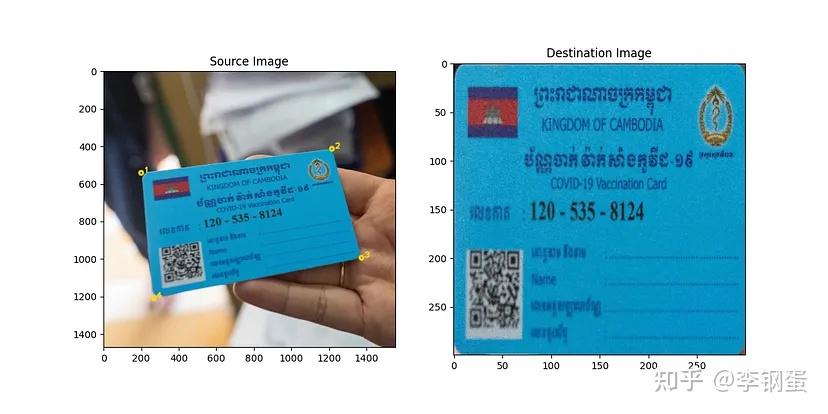 Source Image
0
200
400
600
800
1000
1200
1400
0 200 400 600 800 1000 1200 1400
1
2
3
4
ព្រះរាជាណាចក្រកម្ពុជា
KINGDOM OF CAMBODIA
ប័ណ្ណចាក់វ៉ាក់សាំងកូវីដ-១៩
COVID-19 Vaccination Card
លេខកាត : 120 - 535 - 8124
Name
Destination Image
0
50
100
150
200
250
0 50 100 150 200 250
ព្រះរាជាណាចក្រកម្ពុជា
KINGDOM OF CAMBODIA
ប័ណ្ណចាក់វ៉ាក់សាំងកូវីដ-១៩
COVID-19 Vaccination Card
លេខកាត : 120 - 535 - 8124
Name
知乎 @李钢蛋